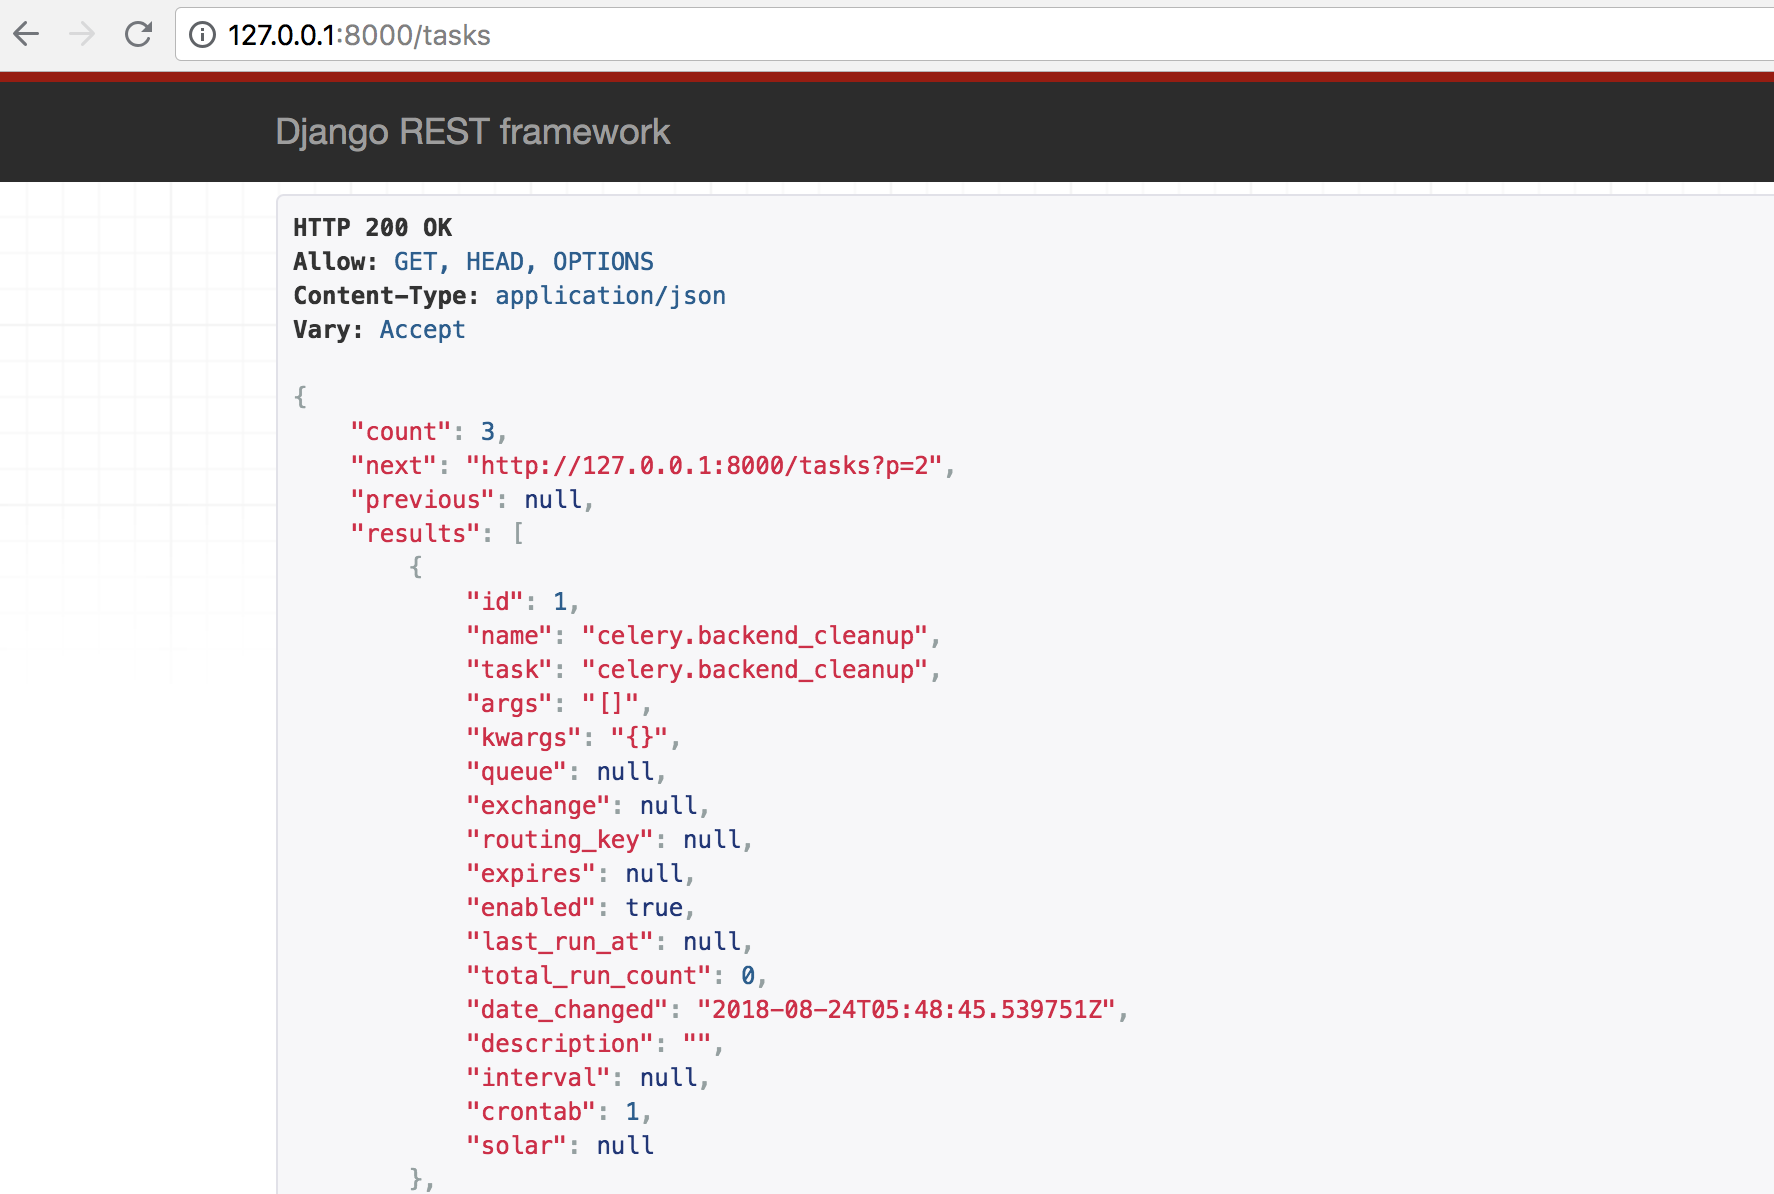 127.0.0.1:8000/tasks
Django REST framework
HTTP 200 OK
Allow: GET, HEAD, OPTIONS
Content-Type: application/json
Vary: Accept
{
    "count": 3,
    "next": "http://127.0.0.1:8000/tasks?p=2",
    "previous": null,
    "results": [
        {
            "id": 1,
            "name": "celery.backend_cleanup",
            "task": "celery.backend_cleanup",
            "args": "[]",
            "kwargs": "{}",
            "queue": null,
            "exchange": null,
            "routing_key": null,
            "expires": null,
            "enabled": true,
            "last_run_at": null,
            "total_run_count": 0,
            "date_changed": "2018-08-24T05:48:45.539751Z",
            "description": "",
            "interval": null,
            "crontab": 1,
            "solar": null
        },